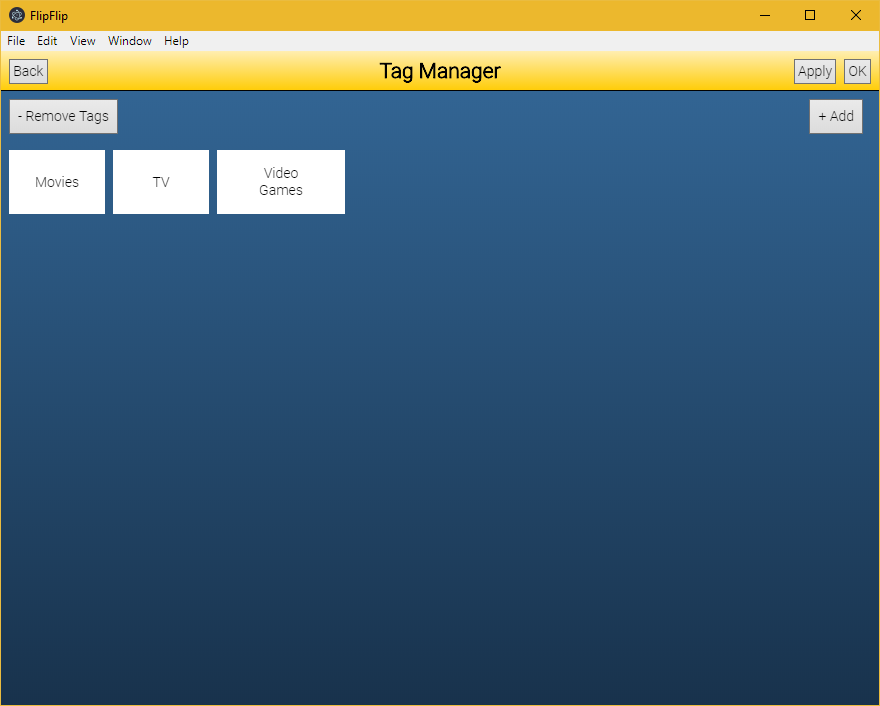 FlipFlip
File Edit View Window Help
Back Tag Manager Apply OK
- Remove Tags + Add
Movies TV Video
Games